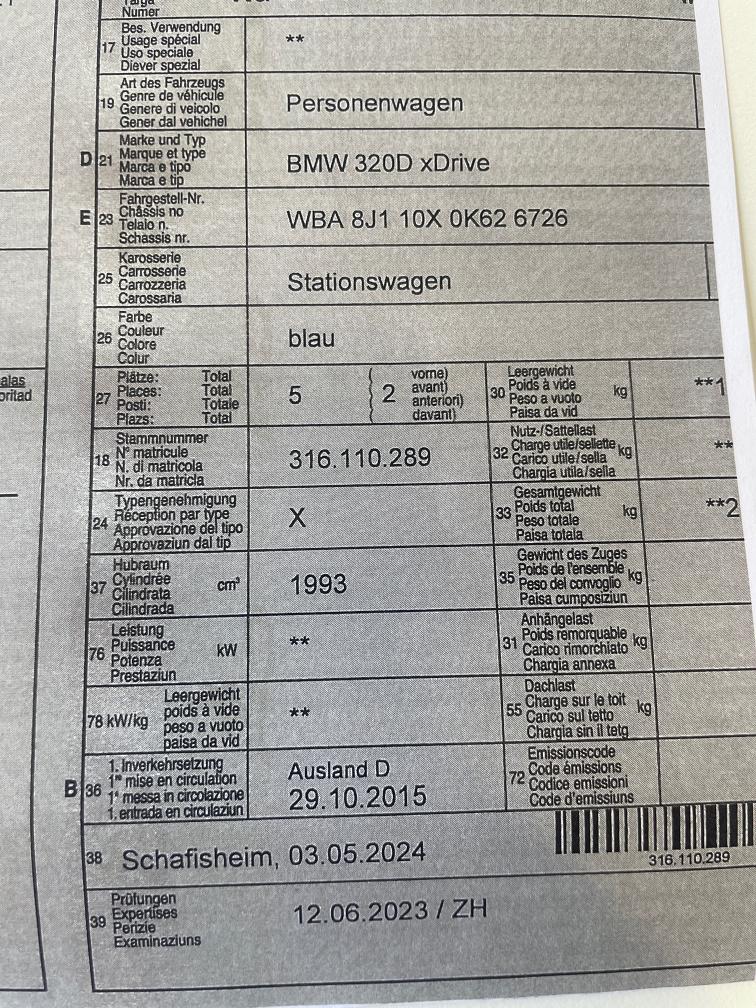 Targa
Numer
17
Bes. Verwendung
Usage spécial
Uso speciale
Diever spezial
**
19
Art des Fahrzeugs
Genre de véhicule
Genere di veicolo
Gener dal vehichel
Personenwagen
D 21
Marke und Typ
Marque et type
Marca e tipo
Marca e tip
BMW 320D xDrive
E 23
Fahrgestell-Nr.
Châssis no
Telaio n.
Schassis nr.
WBA 8J1 10X 0K62 6726
25
Karosserie
Carrosserie
Carrozzeria
Carossaria
Stationswagen
26
Farbe
Couleur
Colore
Colur
blau
27
Plätze: Total
Places: Total
Posti: Totale
Plazs: Total
5
( 2
vorne)
avant)
anteriori)
davant)
30
Leergewicht
Poids à vide
Peso a vuoto
Paisa da vid
kg
**1
18
Stammnummer
N° matricule
N. di matricola
Nr. da matricla
316.110.289
32
Nutz-/Sattellast
Charge utile/sellette
Carico utile/sella
Chargia utila/sella
kg
**
24
Typengenehmigung
Réception par type
Approvazione del tipo
Approvaziun dal tip
X
33
Gesamtgewicht
Poids total
Peso totale
Paisa totala
kg
**2
37
Hubraum
Cylindrée
Cilindrata
Cilindrada
cm³
1993
35
Gewicht des Zuges
Poids de l'ensemble
Peso del convoglio
Paisa cumposiziun
kg
76
Leistung
Puissance
Potenza
Prestaziun
kW
**
31
Anhängelast
Poids remorquable
Carico rimorchiato
Chargia annexa
kg
78 kW/kg
Leergewicht
poids à vide
peso a vuoto
paisa da vid
**
55
Dachlast
Charge sur le toit
Carico sul tetto
Chargia sin il tetg
kg
B 36
1. Inverkehrsetzung
1re mise en circulation
1a messa in circolazione
1. entrada en circulaziun
Ausland D
29.10.2015
72
Emissionscode
Code émissions
Codice emissioni
Code d'emissiuns
38
Schafisheim, 03.05.2024
316.110.289
39
Prüfungen
Expertises
Perizie
Examinaziuns
12.06.2023 / ZH
alas
oritad